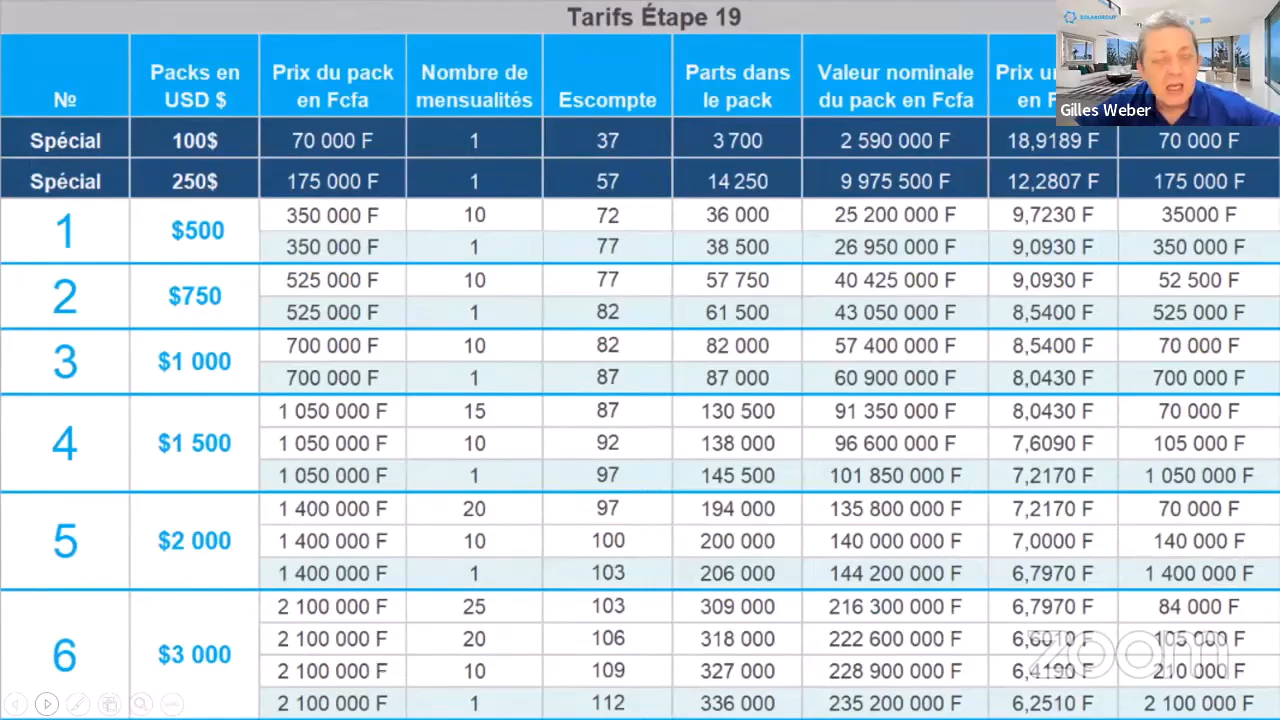 Tarifs Étape 19
№ Packs en USD $ Prix du pack en Fcfa Nombre de mensualités Escompte Parts dans le pack Valeur nominale du pack en Fcfa Prix un en F
SOLARGROUP
Gilles Weber
Spécial 100$ 70 000 F 1 37 3 700 2 590 000 F 18,9189 F 70 000 F
Spécial 250$ 175 000 F 1 57 14 250 9 975 500 F 12,2807 F 175 000 F
1 $500 350 000 F 10 72 36 000 25 200 000 F 9,7230 F 35000 F
350 000 F 1 77 38 500 26 950 000 F 9,0930 F 350 000 F
2 $750 525 000 F 10 77 57 750 40 425 000 F 9,0930 F 52 500 F
525 000 F 1 82 61 500 43 050 000 F 8,5400 F 525 000 F
3 $1 000 700 000 F 10 82 82 000 57 400 000 F 8,5400 F 70 000 F
700 000 F 1 87 87 000 60 900 000 F 8,0430 F 700 000 F
4 $1 500 1 050 000 F 15 87 130 500 91 350 000 F 8,0430 F 70 000 F
1 050 000 F 10 92 138 000 96 600 000 F 7,6090 F 105 000 F
1 050 000 F 1 97 145 500 101 850 000 F 7,2170 F 1 050 000 F
5 $2 000 1 400 000 F 20 97 194 000 135 800 000 F 7,2170 F 70 000 F
1 400 000 F 10 100 200 000 140 000 000 F 7,0000 F 140 000 F
1 400 000 F 1 103 206 000 144 200 000 F 6,7970 F 1 400 000 F
6 $3 000 2 100 000 F 25 103 309 000 216 300 000 F 6,7970 F 84 000 F
2 100 000 F 20 106 318 000 222 600 000 F 6,6010 F 105 000 F
2 100 000 F 10 109 327 000 228 900 000 F 6,4190 F 210 000 F
2 100 000 F 1 112 336 000 235 200 000 F 6,2510 F 2 100 000 F
zoom